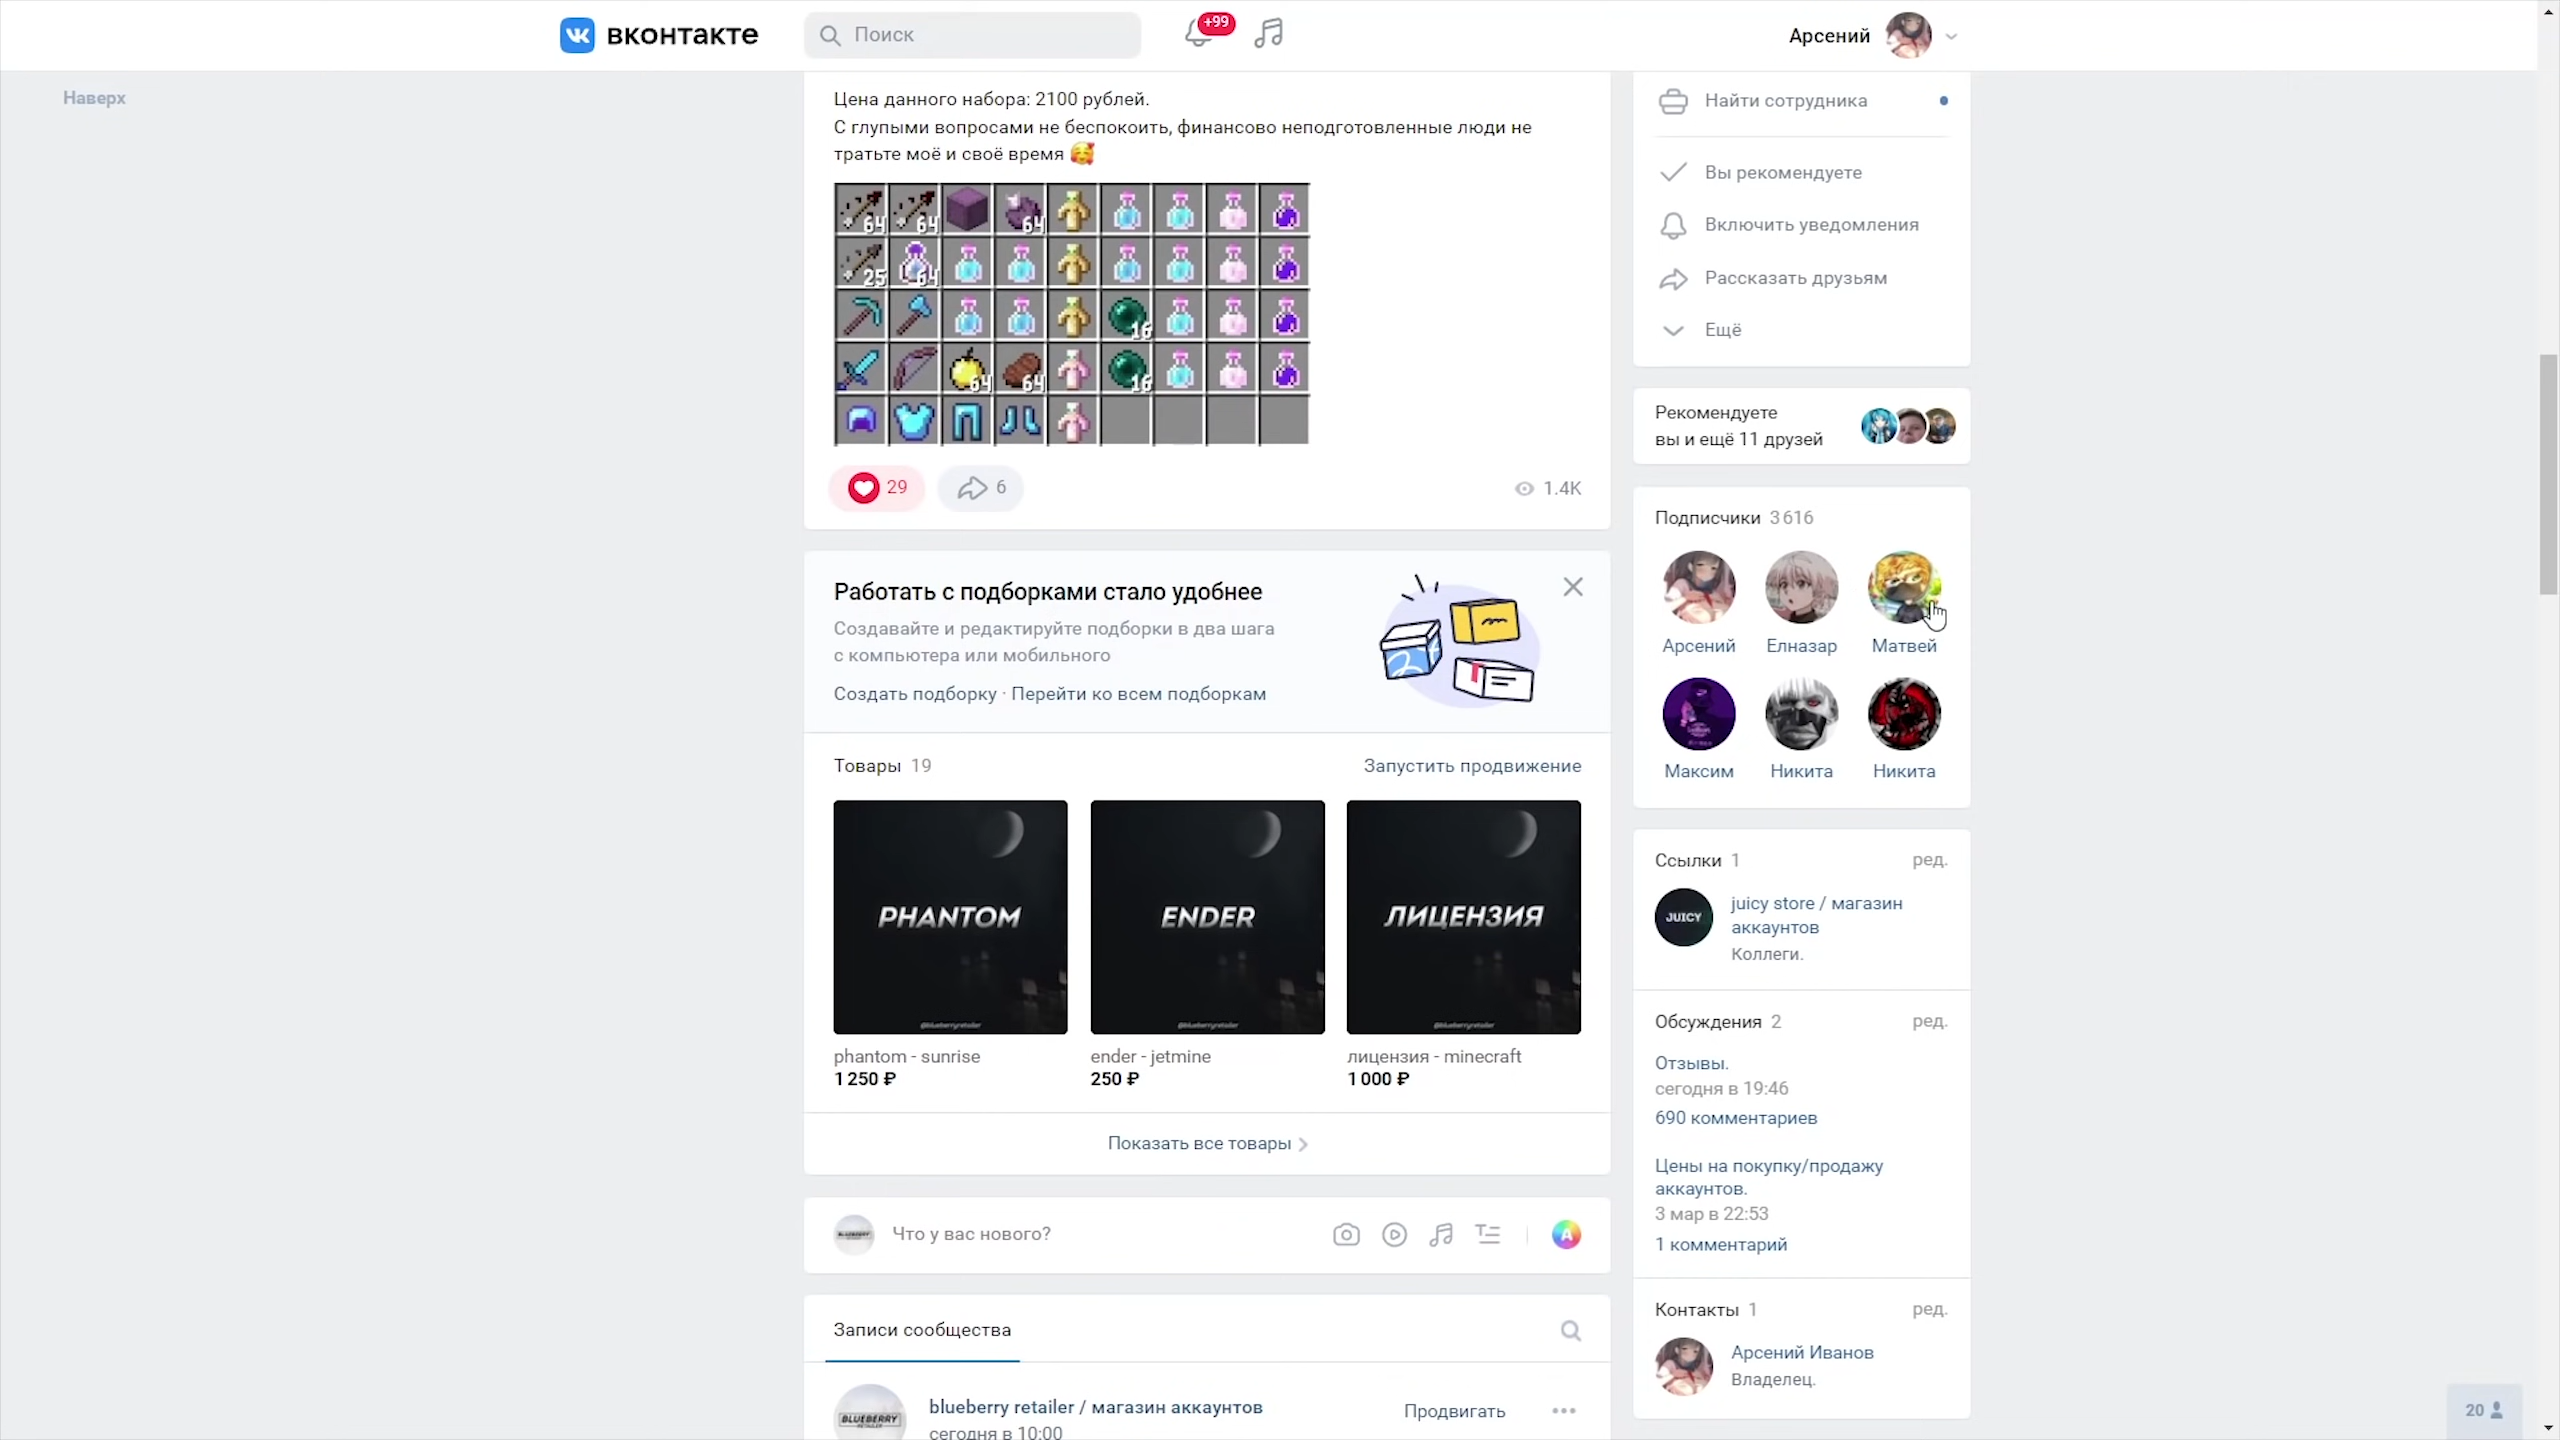 вконтакте
Поиск
+99
Арсений
Наверх
Цена данного набора: 2100 рублей.
С глупыми вопросами не беспокоить, финансово неподготовленные люди не
тратьте моё и своё время 🥰
64 64 64
25 64
16
64 64 16
29
6
1.4K
Работать с подборками стало удобнее
Создавайте и редактируйте подборки в два шага
с компьютера или мобильного
Создать подборку · Перейти ко всем подборкам
Товары 19
Запустить продвижение
PHANTOM
ENDER
ЛИЦЕНЗИЯ
@blueberryretailer
@blueberryretailer
@blueberryretailer
phantom - sunrise
1 250 ₽
ender - jetmine
250 ₽
лицензия - minecraft
1 000 ₽
Показать все товары
Что у вас нового?
A
Записи сообщества
BLUEBERRY
RETAILER
blueberry retailer / магазин аккаунтов
сегодня в 10:00
Продвигать
Найти сотрудника
Вы рекомендуете
Включить уведомления
Рассказать друзьям
Ещё
Рекомендуете
вы и ещё 11 друзей
Подписчики 3 616
Арсений
Елназар
Матвей
Максим
Никита
Никита
Ссылки 1
ред.
JUICY
juicy store / магазин
аккаунтов
Коллеги.
Обсуждения 2
ред.
Отзывы.
сегодня в 19:46
690 комментариев
Цены на покупку/продажу
аккаунтов.
3 мар в 22:53
1 комментарий
Контакты 1
ред.
Арсений Иванов
Владелец.
20